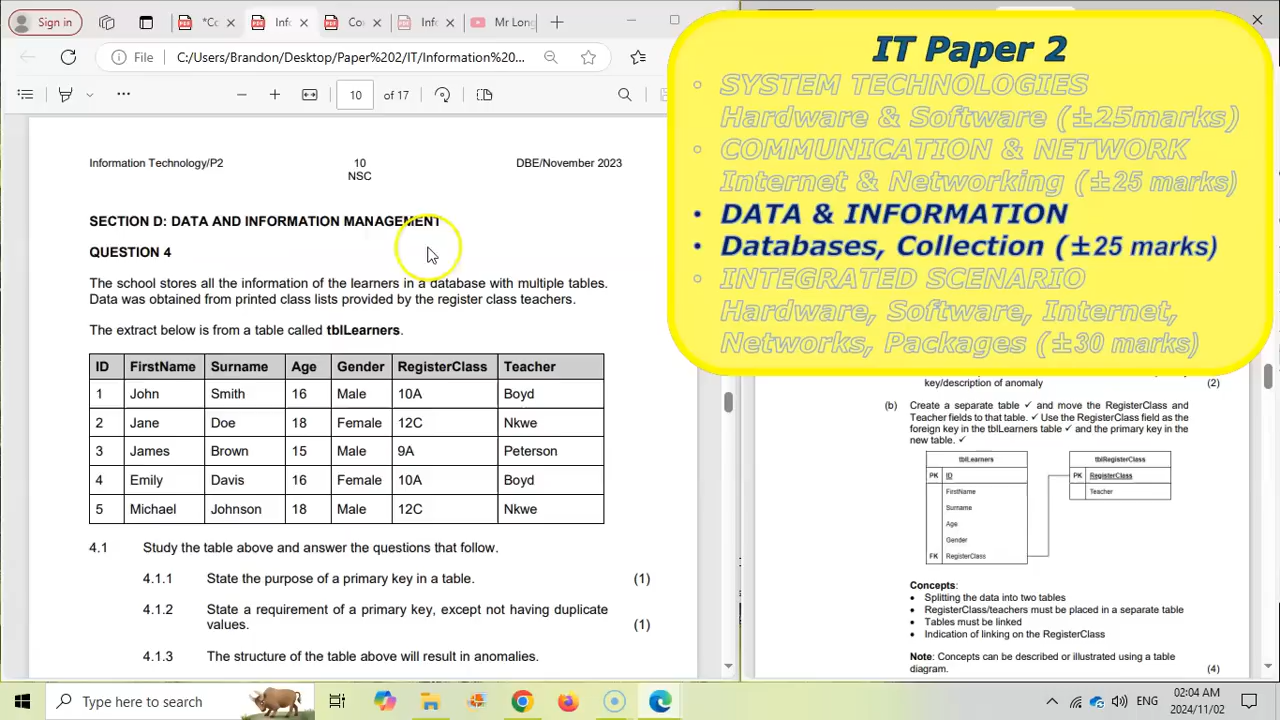 Sign in
(Co
Inf
Co
Info
Mr Long
File
C:/Users/Brandon/Desktop/Paper%202/IT/Information%20...
10 of 17
Information Technology/P2 10 DBE/November 2023
NSC
SECTION D: DATA AND INFORMATION MANAGEMENT
QUESTION 4
The school stores all the information of the learners in a database with multiple tables.
Data was obtained from printed class lists provided by the register class teachers.
The extract below is from a table called tblLearners.
ID FirstName Surname Age Gender RegisterClass Teacher
1 John Smith 16 Male 10A Boyd
2 Jane Doe 18 Female 12C Nkwe
3 James Brown 15 Male 9A Peterson
4 Emily Davis 16 Female 10A Boyd
5 Michael Johnson 18 Male 12C Nkwe
4.1 Study the table above and answer the questions that follow.
4.1.1 State the purpose of a primary key in a table. (1)
4.1.2 State a requirement of a primary key, except not having duplicate
values. (1)
4.1.3 The structure of the table above will result in anomalies.
IT Paper 2
• SYSTEM TECHNOLOGIES
Hardware & Software (±25marks)
• COMMUNICATION & NETWORK
Internet & Networking (±25 marks)
• DATA & INFORMATION
• Databases, Collection (±25 marks)
• INTEGRATED SCENARIO
Hardware, Software, Internet,
Networks, Packages (±30 marks)
key/description of anomaly (2)
(b) Create a separate table ✓ and move the RegisterClass and
Teacher fields to that table. ✓ Use the RegisterClass field as the
foreign key in the tblLearners table ✓ and the primary key in the
new table. ✓
tblLearners
PK ID
FirstName
Surname
Age
Gender
FK RegisterClass
tblRegisterClass
PK RegisterClass
Teacher
Concepts:
• Splitting the data into two tables
• RegisterClass/teachers must be placed in a separate table
• Tables must be linked
• Indication of linking on the RegisterClass
Note: Concepts can be described or illustrated using a table
diagram. (4)
Type here to search
ENG
02:04 AM
2024/11/02